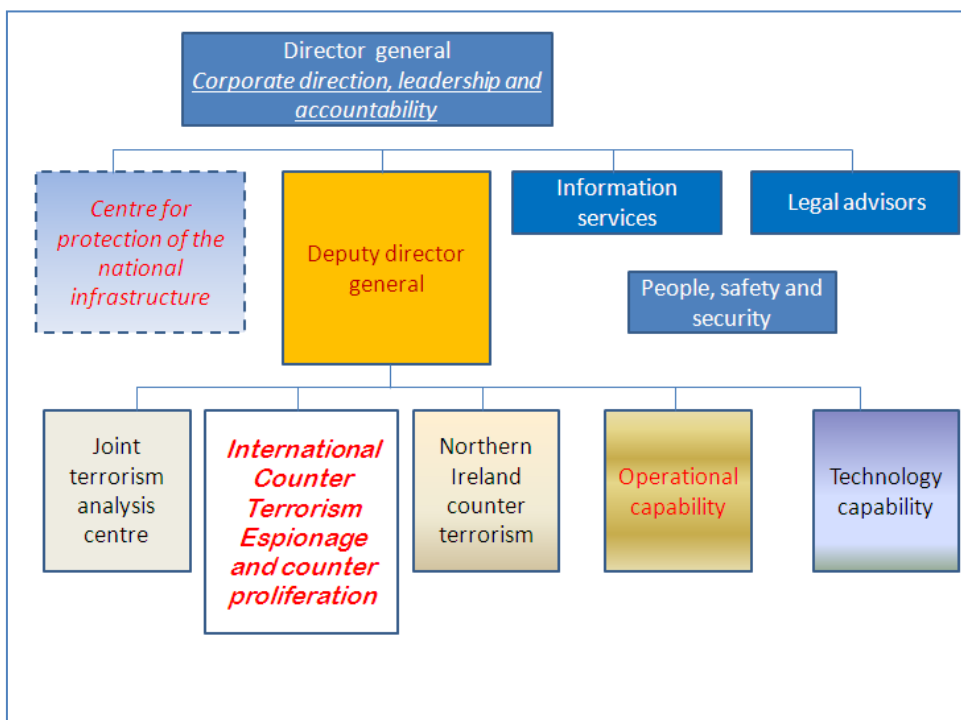 Director general
Corporate direction, leadership and
accountability
Centre for
protection of the
national
infrastructure
Deputy director
general
Information
services
Legal advisors
People, safety and
security
Joint
terrorism
analysis
centre
International
Counter
Terrorism
Espionage
and counter
proliferation
Northern
Ireland
counter
terrorism
Operational
capability
Technology
capability